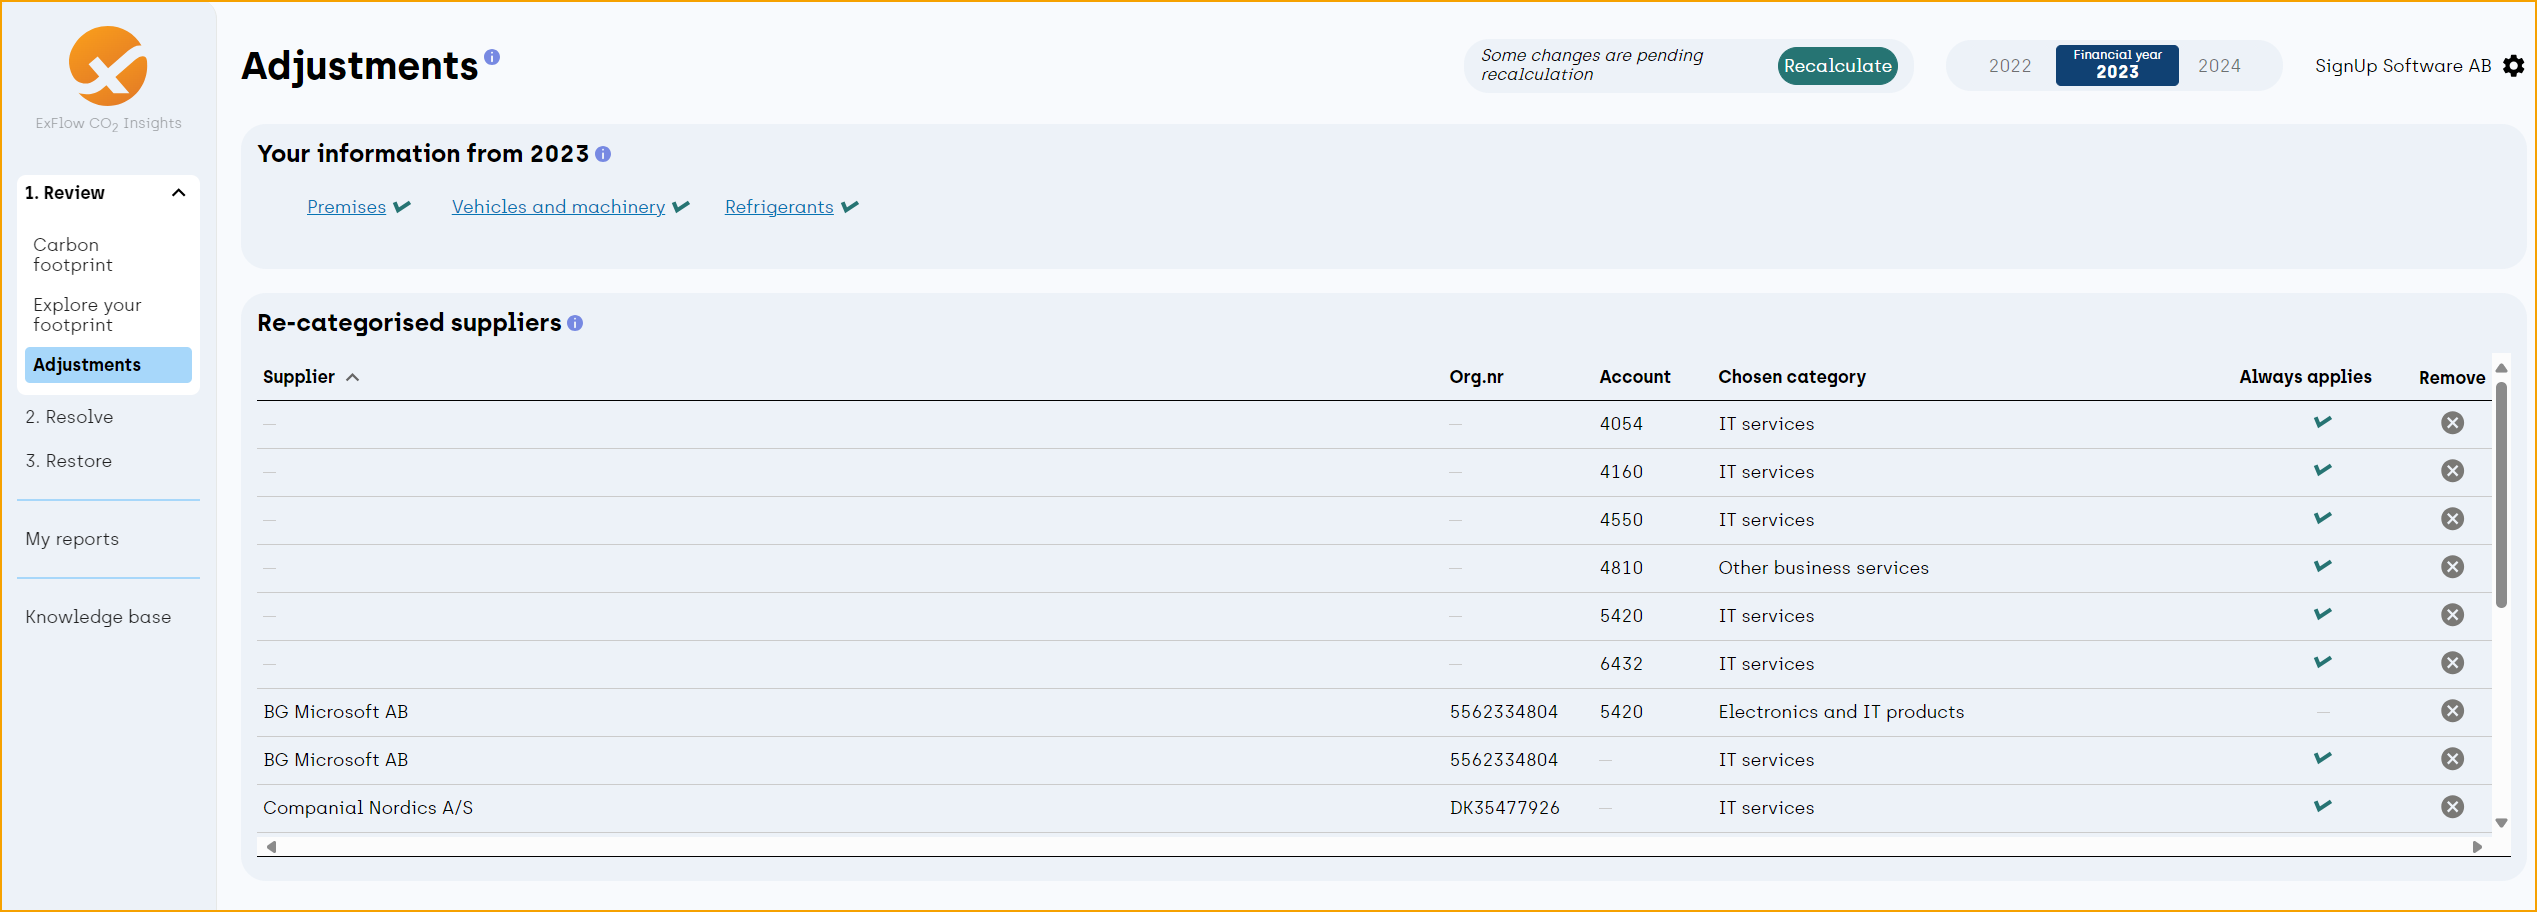 ExFlow CO2 Insights
1. Review
Carbon
footprint
Explore your
footprint
Adjustments
2. Resolve
3. Restore
My reports
Knowledge base
Adjustments
Some changes are pending
recalculation
Recalculate
2022
Financial year
2023
2024
SignUp Software AB
Your information from 2023
Premises
Vehicles and machinery
Refrigerants
Re-categorised suppliers
Supplier Org.nr Account Chosen category Always applies Remove
— — 4054 IT services
— — 4160 IT services
— — 4550 IT services
— — 4810 Other business services
— — 5420 IT services
— — 6432 IT services
BG Microsoft AB 5562334804 5420 Electronics and IT products —
BG Microsoft AB 5562334804 — IT services
Companial Nordics A/S DK35477926 — IT services